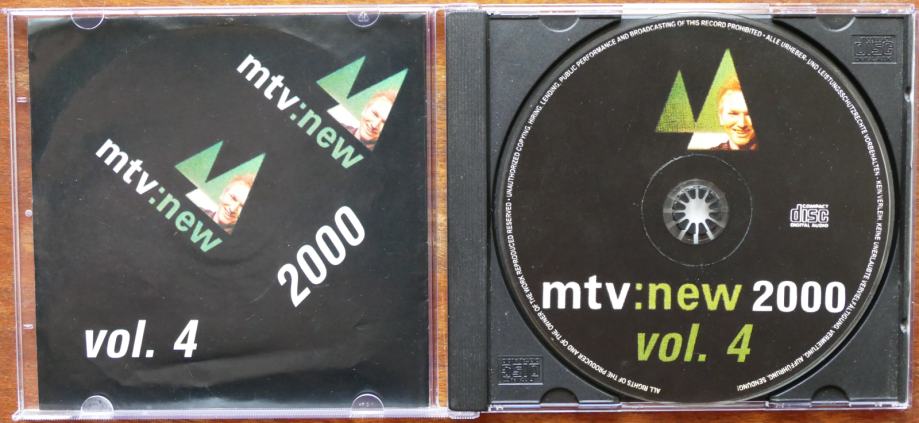 mtv:new
mtv:new
2000
vol. 4
ALL RIGHTS OF THE PRODUCER AND OF THE OWNER OF THE WORK REPRODUCED RESERVED • UNAUTHORIZED COPYING, HIRING, LENDING, PUBLIC PERFORMANCE AND BROADCASTING OF THIS RECORD PROHIBITED • ALLE URHEBER- UND LEISTUNGSSCHUTZRECHTE VORBEHALTEN • KEIN VERLEIH. KEINE UNERLAUBTE VERVIELFÄLTIGUNG, VERMIETUNG, AUFFÜHRUNG, SENDUNG!
COMPACT
disc
DIGITAL AUDIO
mtv:new 2000
vol. 4